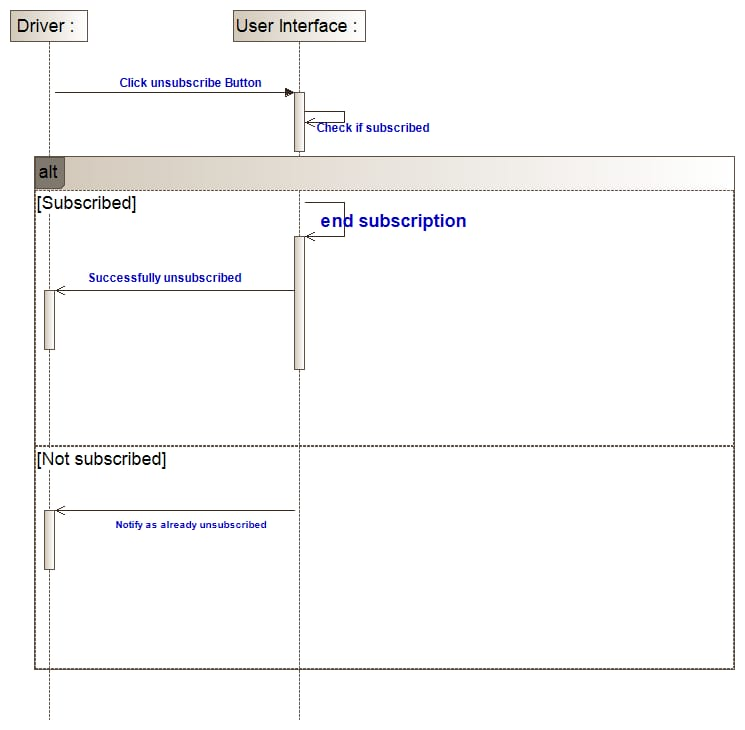 Driver :
User Interface :
Click unsubscribe Button
Check if subscribed
alt
[Subscribed]
end subscription
Successfully unsubscribed
[Not subscribed]
Notify as already unsubscribed